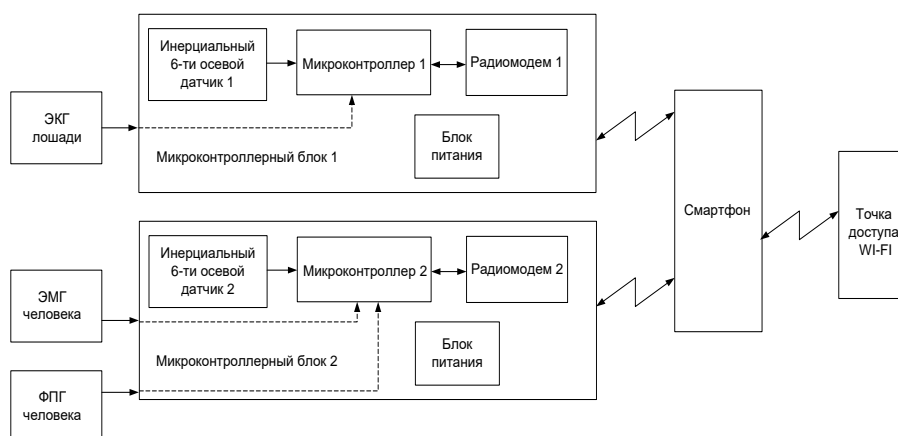 Инерциальный
6-ти осевой
датчик 1
Микроконтроллер 1
Радиомодем 1
ЭКГ
лошади
Блок
питания
Микроконтроллерный блок 1
Смартфон
Точка
доступа
WI-FI
Инерциальный
6-ти осевой
датчик 2
Микроконтроллер 2
Радиомодем 2
ЭМГ
человека
Блок
питания
Микроконтроллерный блок 2
ФПГ
человека